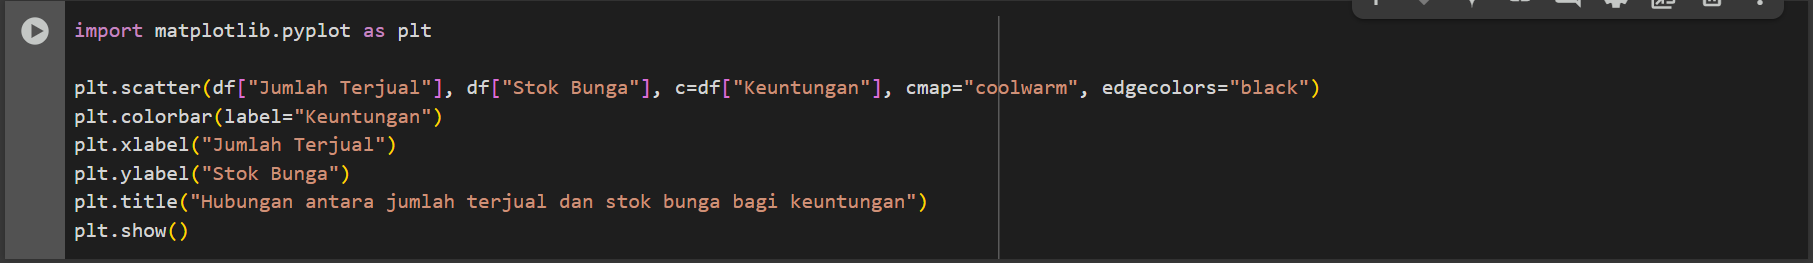 import matplotlib.pyplot as plt
plt.scatter(df["Jumlah Terjual"], df["Stok Bunga"], c=df["Keuntungan"], cmap="coolwarm", edgecolors="black")
plt.colorbar(label="Keuntungan")
plt.xlabel("Jumlah Terjual")
plt.ylabel("Stok Bunga")
plt.title("Hubungan antara jumlah terjual dan stok bunga bagi keuntungan")
plt.show()